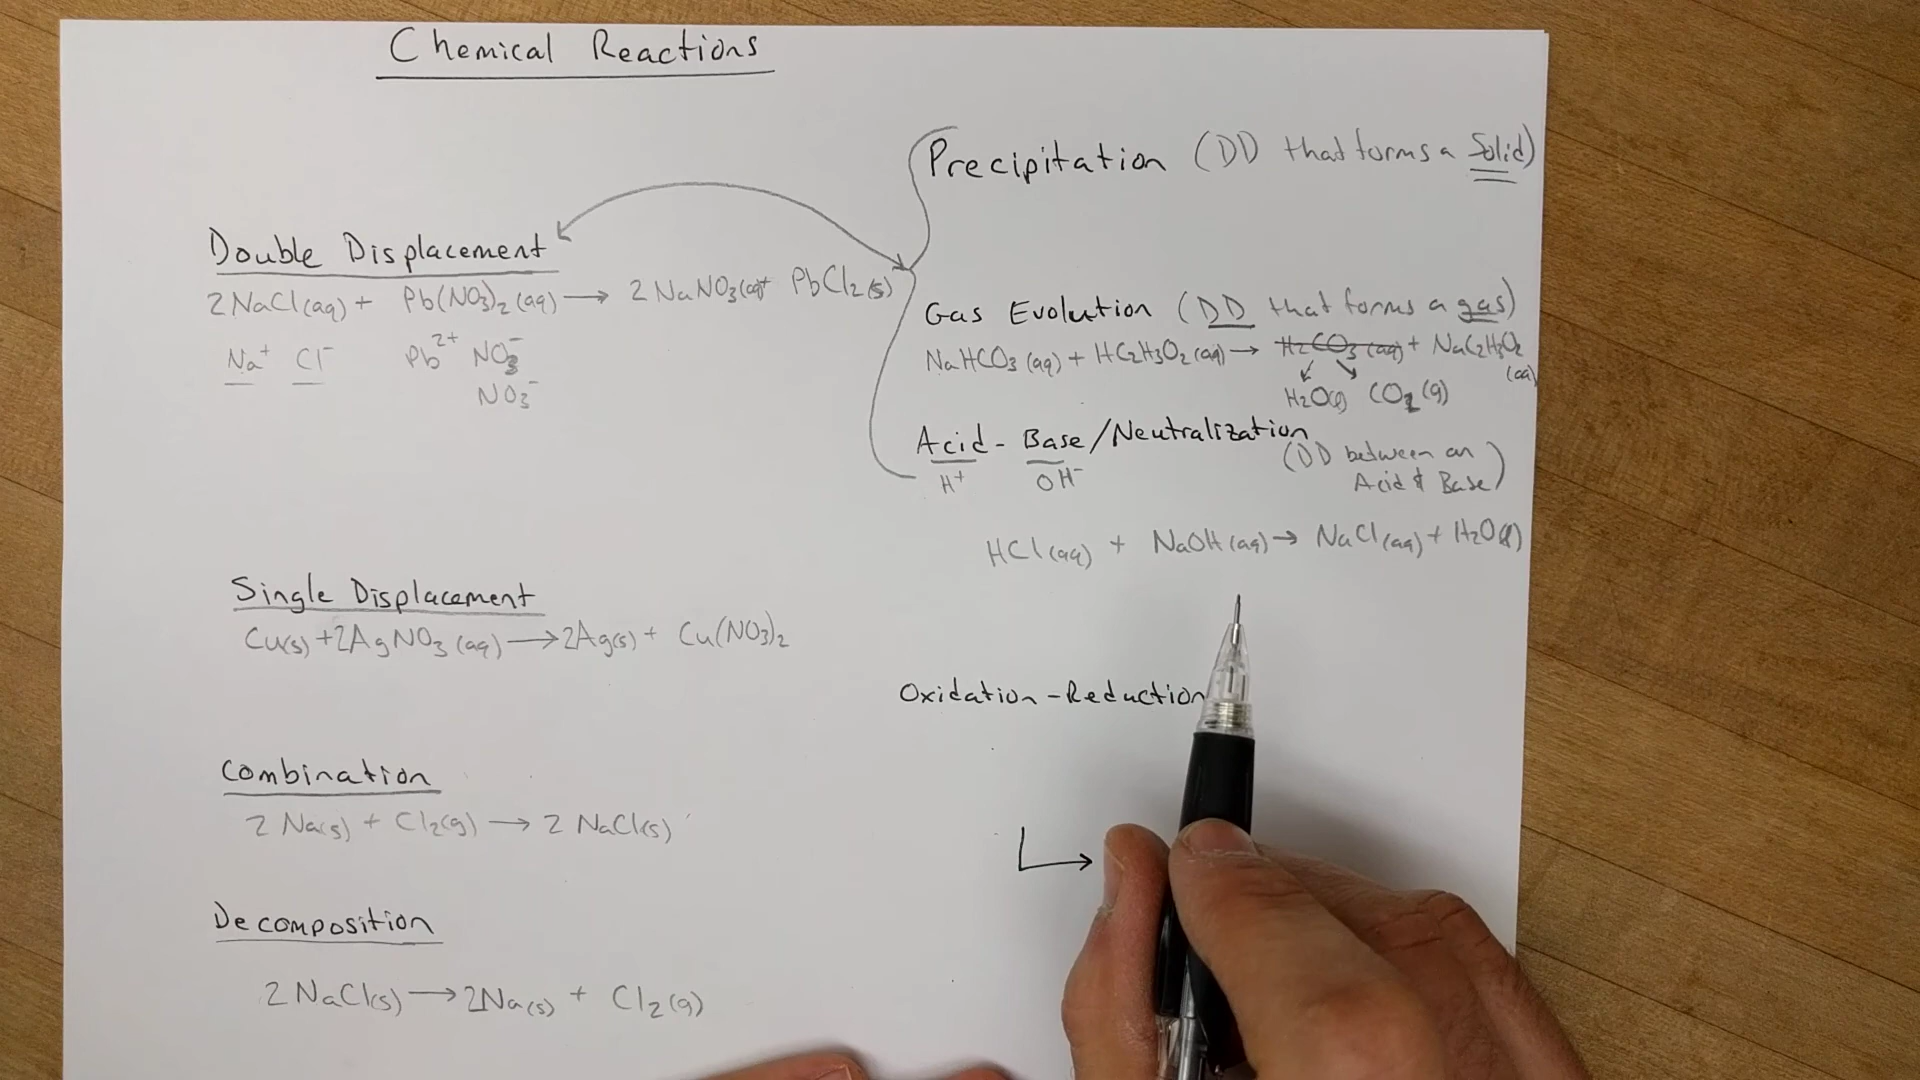 Chemical Reactions
Double Displacement
2NaCl(aq) + Pb(NO3)2(aq) → 2NaNO3(aq)+ PbCl2(s)
Na⁺ Cl⁻ Pb²⁺ NO3⁻
NO3⁻
Single Displacement
Cu(s)+2AgNO3(aq) → 2Ag(s)+ Cu(NO3)2
Combination
2Na(s) + Cl2(g) → 2NaCl(s)
Decomposition
2NaCl(s) → 2Na(s) + Cl2(g)
Precipitation (DD that forms a Solid)
Gas Evolution (DD that forms a gas)
NaHCO3(aq) + HC2H3O2(aq) → H2CO3(aq) + NaC2H3O2
(aq)
H2O(l) CO2(g)
Acid-Base/Neutralization
(DD between an
Acid & Base)
H⁺ OH⁻
HCl(aq) + NaOH(aq) → NaCl(aq) + H2O(l)
Oxidation-Reduction